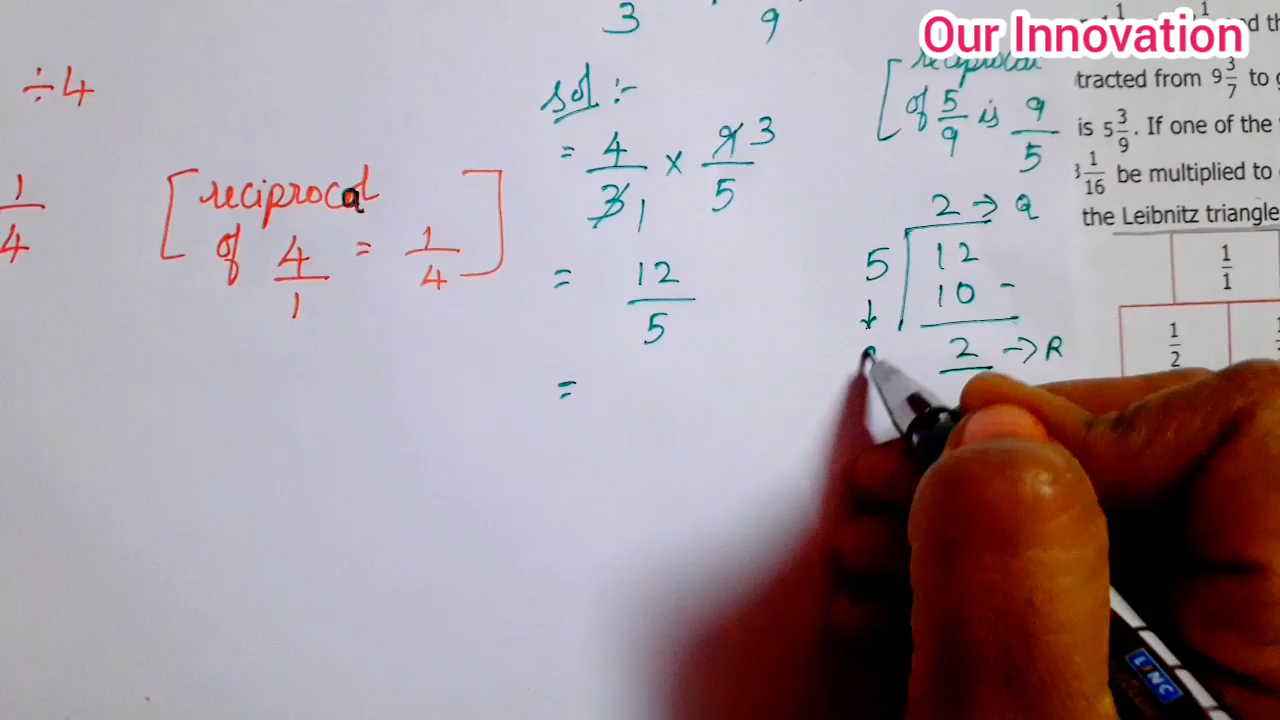 Our Innovation
÷4
1/4
[reciprocal
of 4/1 = 1/4]
3 9
sol :-
= 4/3 1 × 9 3/5
= 12/5
=
[reciprocal
of 5/9 is 9/5
2 → Q
5 12
10 -
↓
2 → R
tracted from 9 3/7 to
is 5 3/9. If one of the
1/16 be multiplied to
the Leibnitz triangle
1/1
1/2
LINC